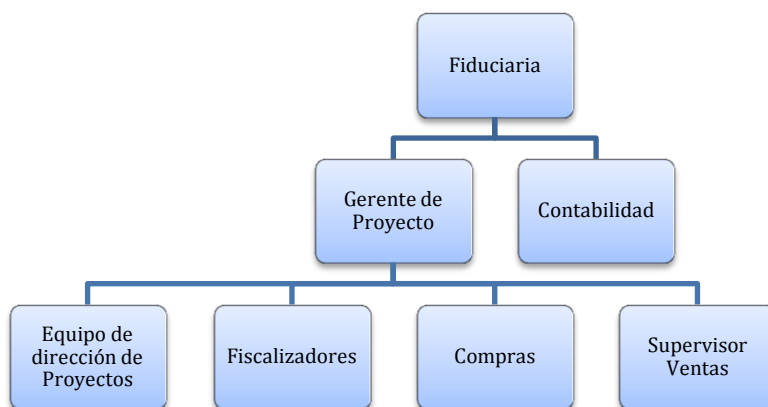 Fiduciaria
Gerente de
Proyecto
Contabilidad
Equipo de
dirección de
Proyectos
Fiscalizadores
Compras
Supervisor
Ventas